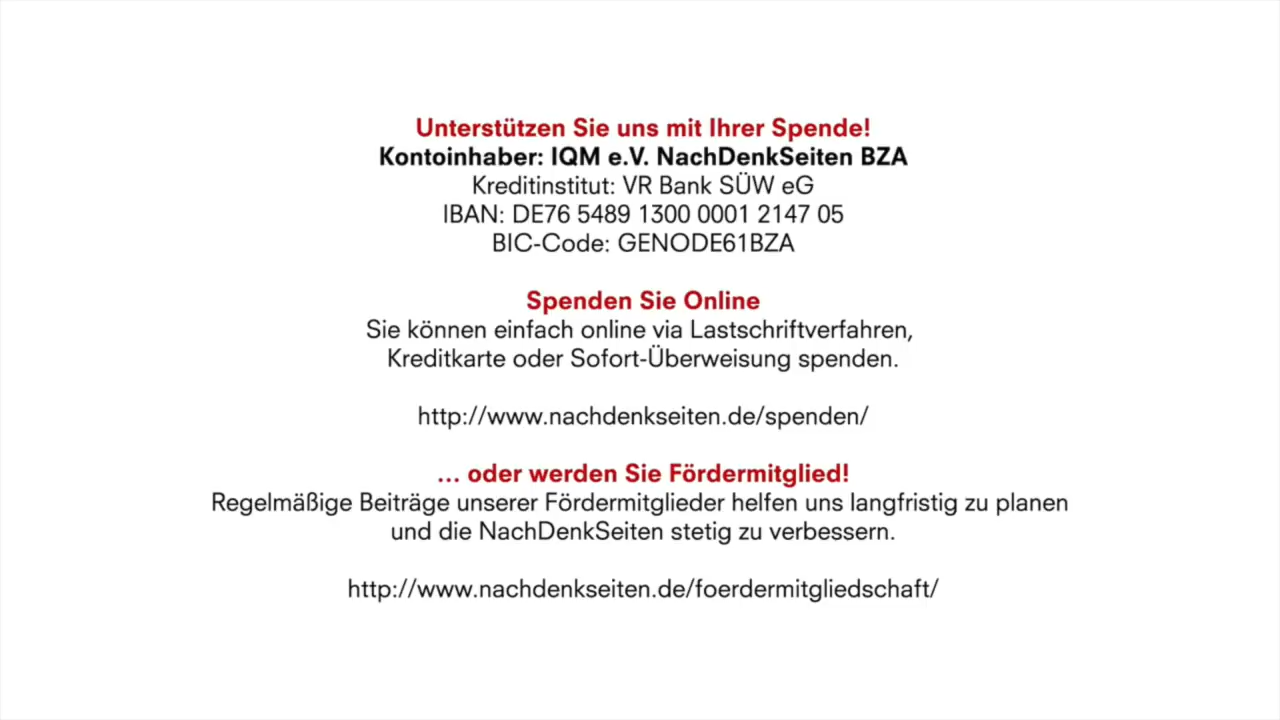 Unterstützen Sie uns mit Ihrer Spende!
Kontoinhaber: IQM e.V. NachDenkSeiten BZA
Kreditinstitut: VR Bank SÜW eG
IBAN: DE76 5489 1300 0001 2147 05
BIC-Code: GENODE61BZA
Spenden Sie Online
Sie können einfach online via Lastschriftverfahren,
Kreditkarte oder Sofort-Überweisung spenden.
http://www.nachdenkseiten.de/spenden/
... oder werden Sie Fördermitglied!
Regelmäßige Beiträge unserer Fördermitglieder helfen uns langfristig zu planen
und die NachDenkSeiten stetig zu verbessern.
http://www.nachdenkseiten.de/foerdermitgliedschaft/